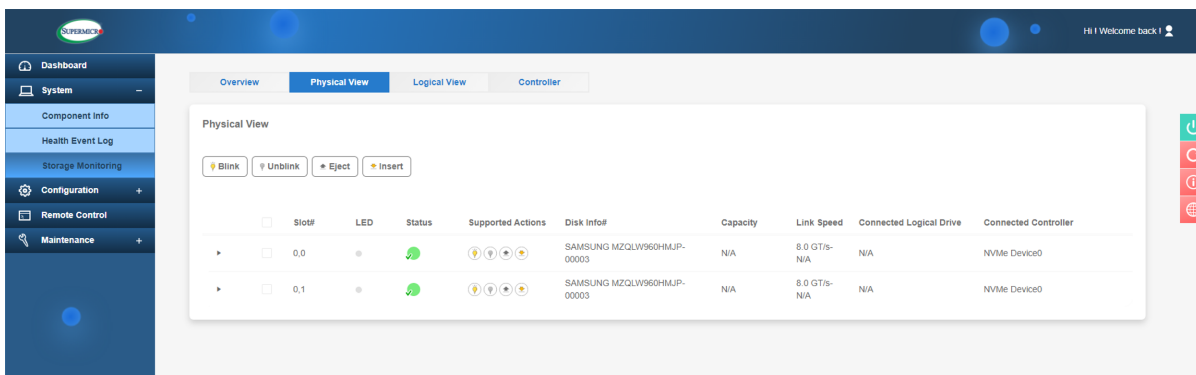 SUPERMICR
Hi ! Welcome back !
Dashboard
System −
Component Info
Health Event Log
Storage Monitoring
Configuration +
Remote Control
Maintenance +
Overview Physical View Logical View Controller
Physical View
Blink Unblink Eject Insert
Slot# LED Status Supported Actions Disk Info# Capacity Link Speed Connected Logical Drive Connected Controller
0,0 SAMSUNG MZQLW960HMJP-00003 N/A 8.0 GT/s-N/A N/A NVMe Device0
0,1 SAMSUNG MZQLW960HMJP-00003 N/A 8.0 GT/s-N/A N/A NVMe Device0